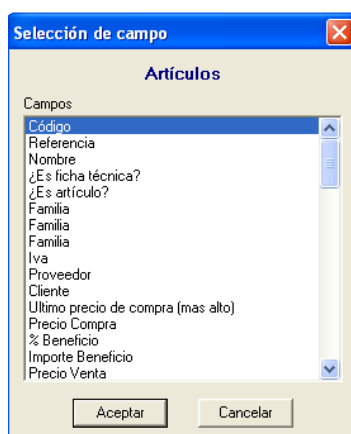 Selección de campo
Artículos
Campos
Código
Referencia
Nombre
¿Es ficha técnica?
¿Es artículo?
Familia
Familia
Familia
Iva
Proveedor
Cliente
Ultimo precio de compra (mas alto)
Precio Compra
% Beneficio
Importe Beneficio
Precio Venta
Aceptar
Cancelar